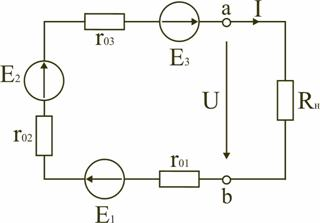 r₀₃
E₃
a
I
E₂
U
Rн
r₀₂
r₀₁
E₁
b